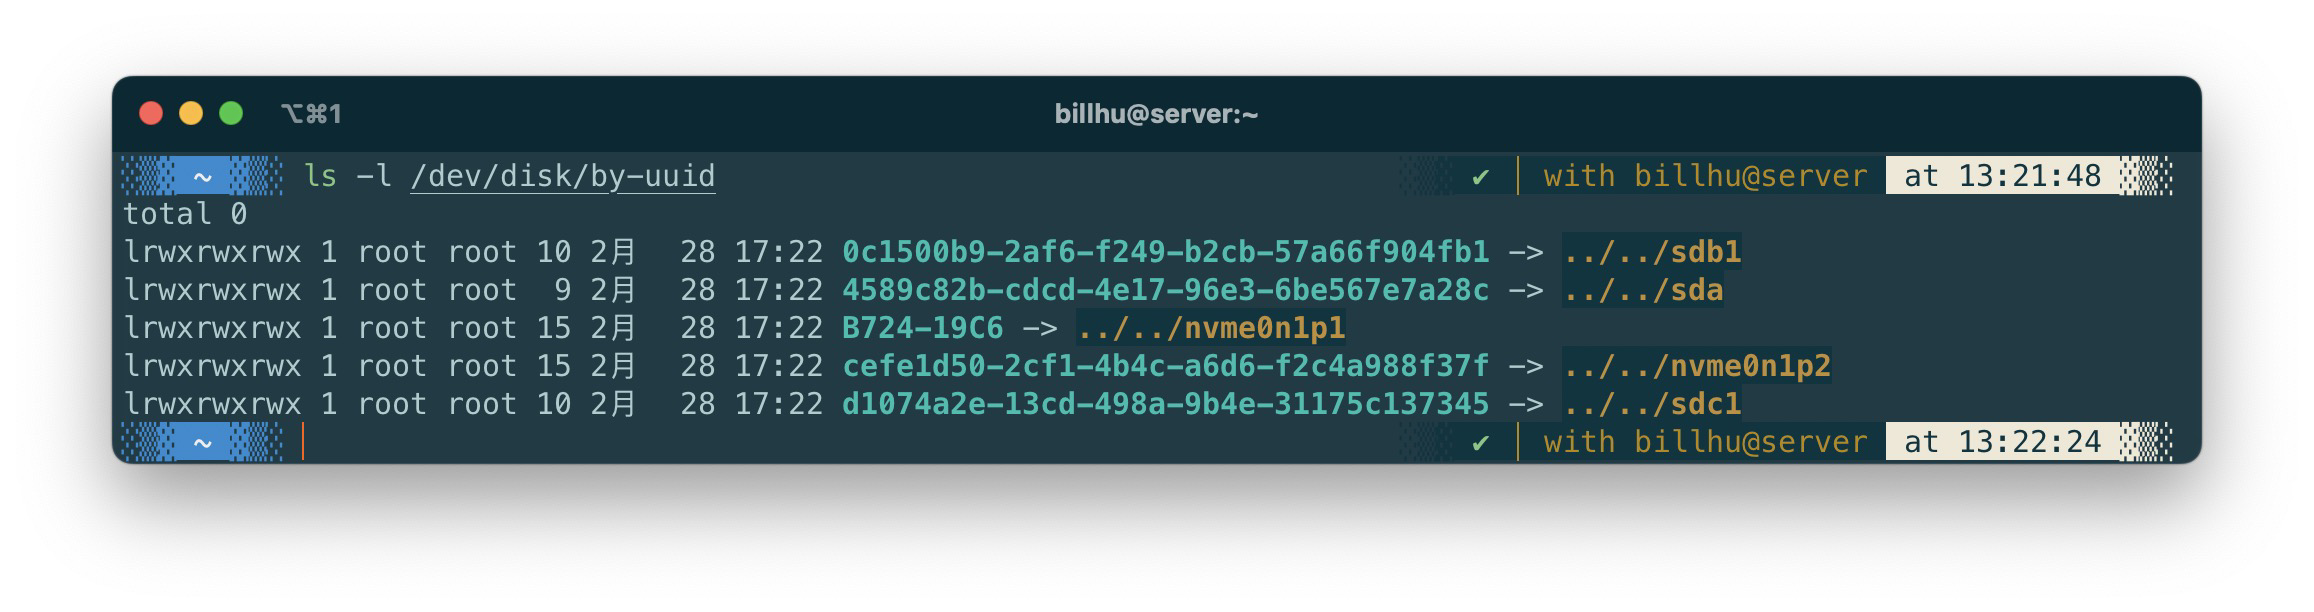 ⌥⌘1 billhu@server:~
~ ls -l /dev/disk/by-uuid ✔ with billhu@server at 13:21:48
total 0
lrwxrwxrwx 1 root root 10 2月  28 17:22 0c1500b9-2af6-f249-b2cb-57a66f904fb1 -> ../../sdb1
lrwxrwxrwx 1 root root  9 2月  28 17:22 4589c82b-cdcd-4e17-96e3-6be567e7a28c -> ../../sda
lrwxrwxrwx 1 root root 15 2月  28 17:22 B724-19C6 -> ../../nvme0n1p1
lrwxrwxrwx 1 root root 15 2月  28 17:22 cefe1d50-2cf1-4b4c-a6d6-f2c4a988f37f -> ../../nvme0n1p2
lrwxrwxrwx 1 root root 10 2月  28 17:22 d1074a2e-13cd-498a-9b4e-31175c137345 -> ../../sdc1
~ ✔ with billhu@server at 13:22:24